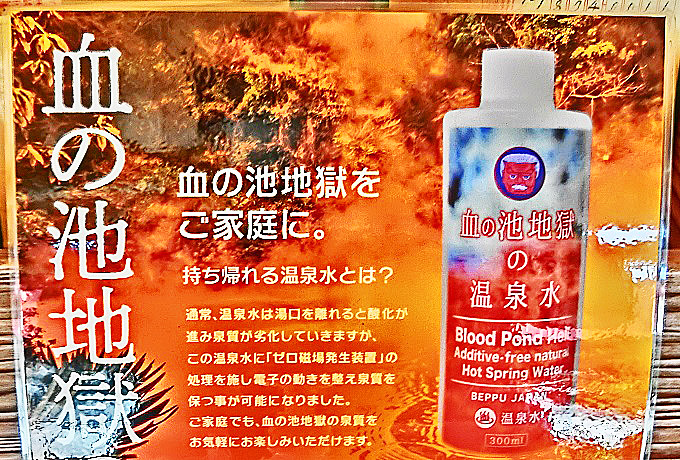 血の池地獄
血の池地獄を
ご家庭に。
持ち帰れる温泉水とは？
通常、温泉水は湯口を離れると酸化が
進み泉質が劣化していきますが、
この温泉水に「ゼロ磁場発生装置」の
処理を施し電子の動きを整え泉質を
保つ事が可能になりました。
ご家庭でも、血の池地獄の泉質を
お気軽にお楽しみいただけます。
血の池地獄
の
温泉水
Blood Pond Hell
Additive-free natural
Hot Spring Water
BEPPU JAPAN
温泉水
300ml